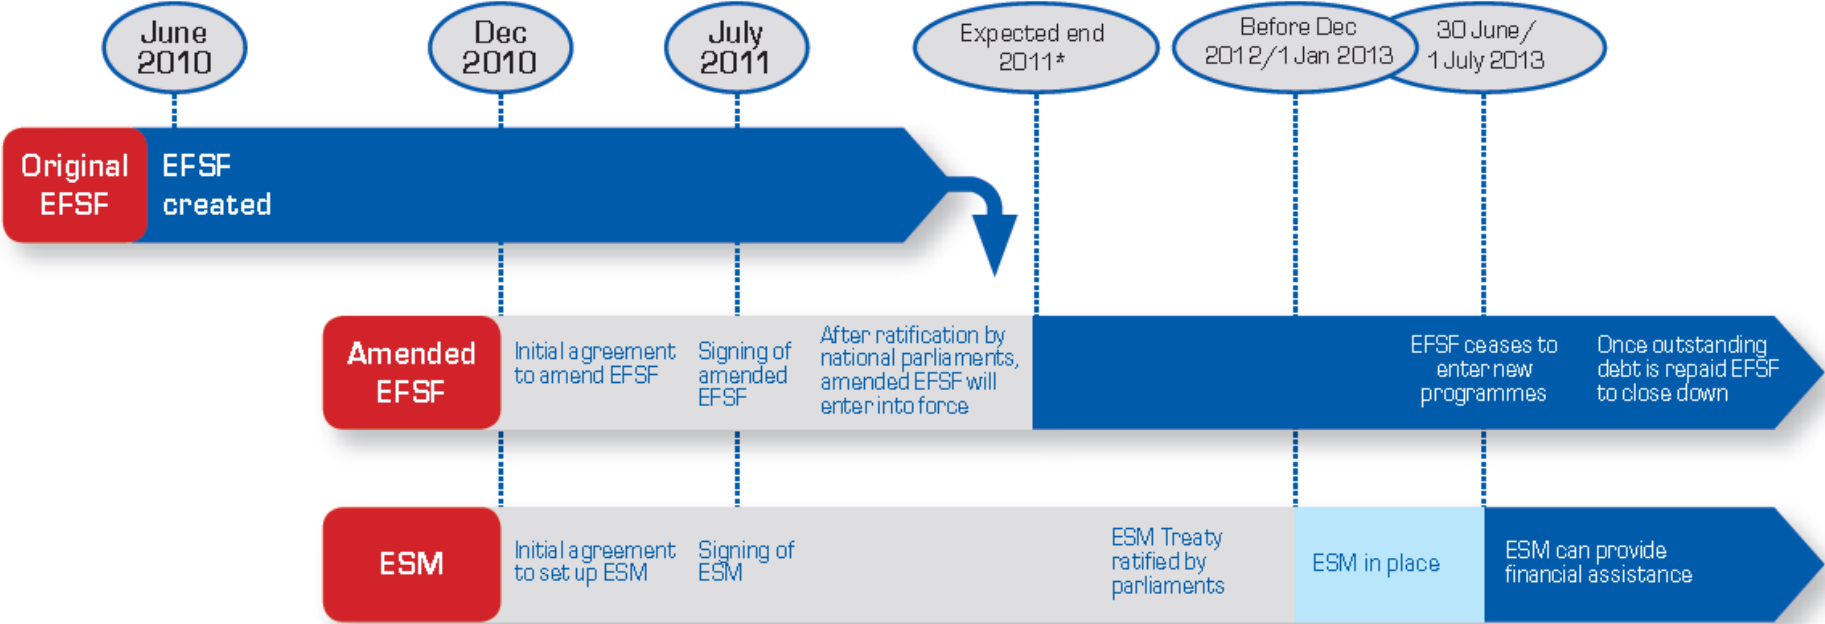 June
2010
Dec
2010
July
2011
Expected end
2011*
Before Dec
2012/1 Jan 2013
30 June/
1 July 2013
Original
EFSF
EFSF
created
Amended
EFSF
Initial agreement
to amend EFSF
Signing of
amended
EFSF
After ratification by
national parliaments,
amended EFSF will
enter into force
EFSF ceases to
enter new
programmes
Once outstanding
debt is repaid EFSF
to close down
ESM
Initial agreement
to set up ESM
Signing of
ESM
ESM Treaty
ratified by
parliaments
ESM in place
ESM can provide
financial assistance